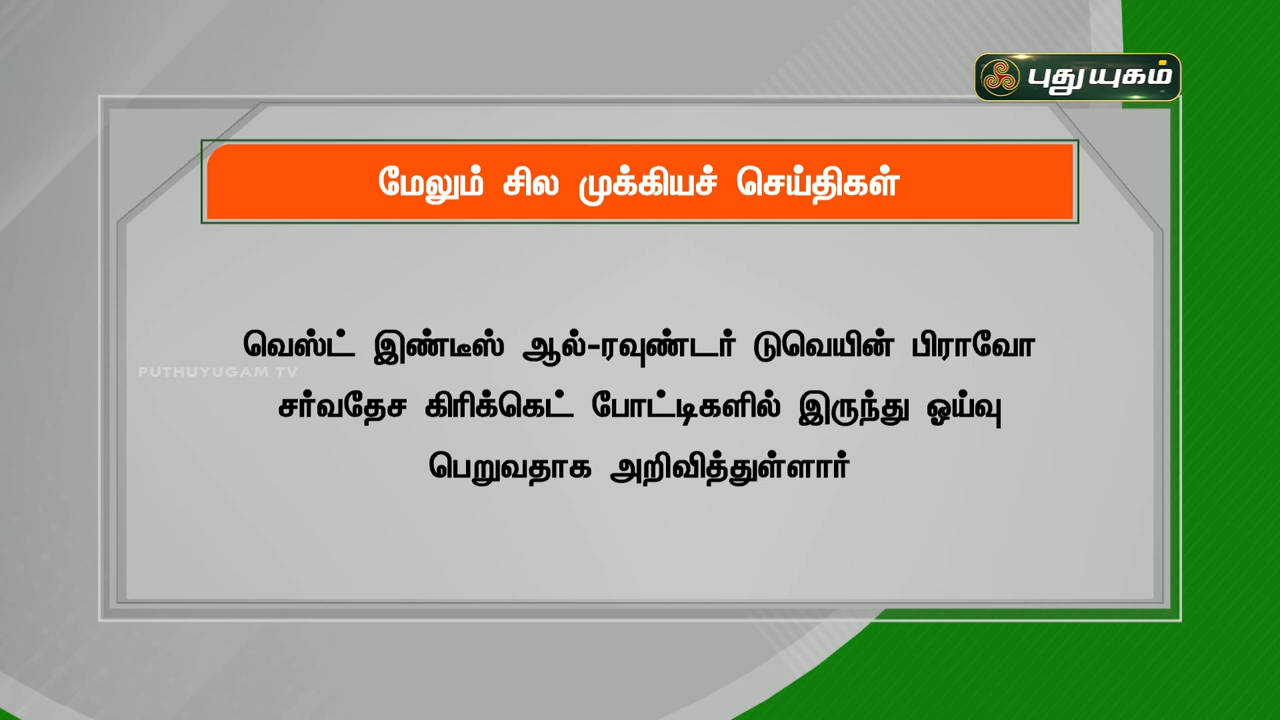 புதுயுகம்
மேலும் சில முக்கியச் செய்திகள்
வெஸ்ட் இண்டீஸ் ஆல்-ரவுண்டர் டுவெயின் பிராவோ
PUTHUYUGAM TV
சர்வதேச கிரிக்கெட் போட்டிகளில் இருந்து ஓய்வு
பெறுவதாக அறிவித்துள்ளார்